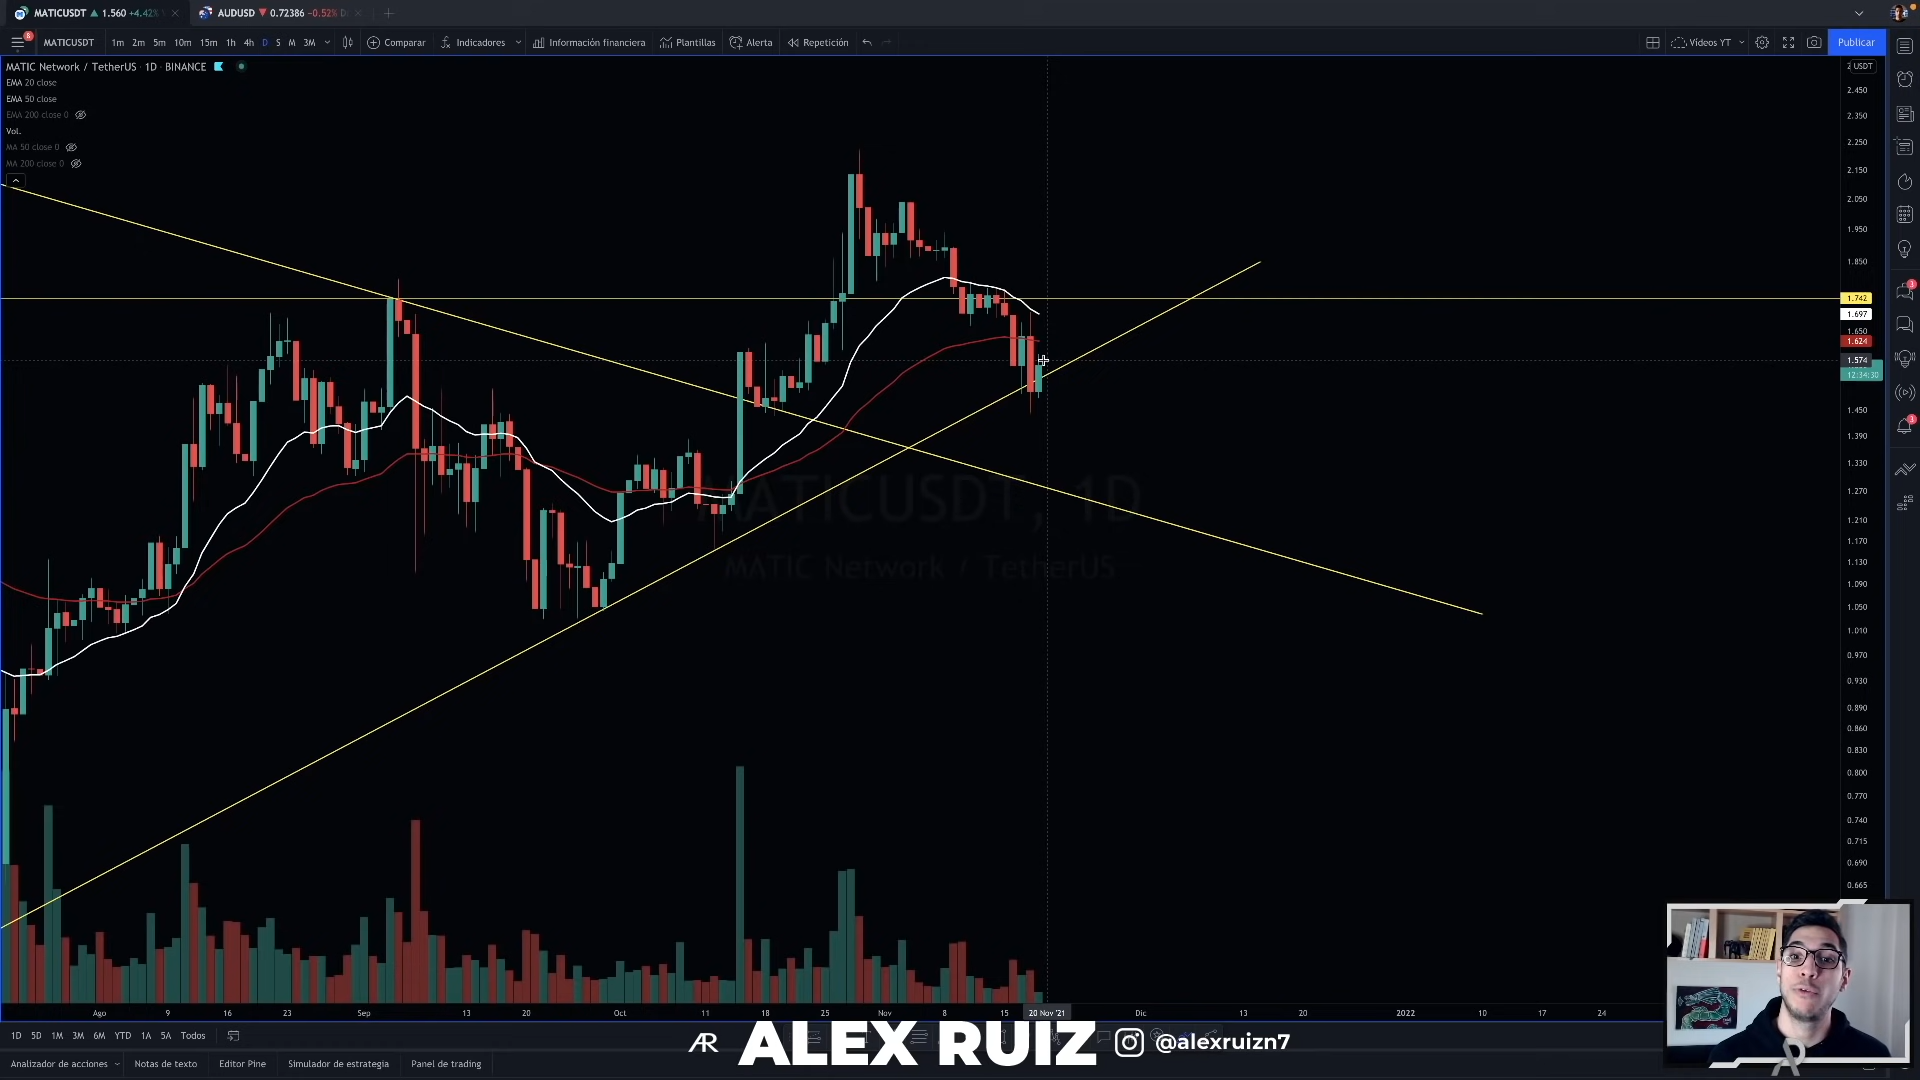 MATICUSDT 1.560 +4.42%
AUDUSD 0.72386 -0.52%
8
MATICUSDT 1m 2m 5m 10m 15m 1h 4h D S M 3M Comparar Indicadores Información financiera Plantillas Alerta Repetición Vídeos YT Publicar
MATIC Network / TetherUS · 1D · BINANCE
EMA 20 close
EMA 50 close
EMA 200 close 0
Vol.
MA 50 close 0
MA 200 close 0
USDT
2.450
2.350
2.250
2.150
2.050
1.950
1.850
1.742
1.697
1.650
1.624
1.574
12:34:30
1.450
1.390
1.330
1.270
1.210
1.170
1.130
1.090
1.050
1.010
0.970
0.930
0.890
0.860
0.830
0.800
0.770
0.740
0.715
0.690
0.665
3
3
MATICUSDT, 1D
MATIC Network / TetherUS
Ago 9 16 23 Sep 13 20 Oct 11 18 25 Nov 8 15 20 Nov '21 Dic 13 20 2022 10 17 24
1D 5D 1M 3M 6M YTD 1A 5A Todos
AR ALEX RUIZ @alexruizn7
Analizador de acciones Notas de texto Editor Pine Simulador de estrategia Panel de trading